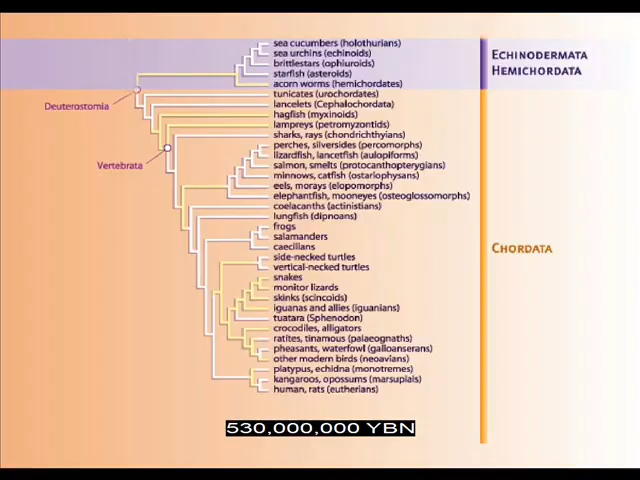 sea cucumbers (holothurians)
sea urchins (echinoids)
brittlestars (ophiuroids)
starfish (asteroids)
acorn worms (hemichordates)
ECHINODERMATA
HEMICHORDATA
Deuterostomia
tunicates (urochordates)
lancelets (Cephalochordata)
hagfish (myxinoids)
lampreys (petromyzontids)
sharks, rays (chondrichthyian)
Vertebrata
perches, silversides (percomorphs)
lizardfish, lancetfish (aulopiforms)
salmon, smelts (protocanthopterygians)
minnows, catfish (ostariophysans)
eels, morays (elopomorphs)
elephantfish, mooneyes (osteoglossomorphs)
coelacanths (actinistians)
lungfish (dipnoans)
frogs
salamanders
caecilians
CHORDATA
side-necked turtles
vertical-necked turtles
snakes
monitor lizards
skinks (scincoids)
iguanas and allies (iguanians)
tuatara (Sphenodon)
crocodiles, alligators
ratites, tinamous (palaeognaths)
pheasants, waterfowl (galloanserans)
other modern birds (neoavians)
platypus, echidna (monotremes)
kangaroos, opossums (marsupials)
human, rats (eutherians)
530,000,000 YBN